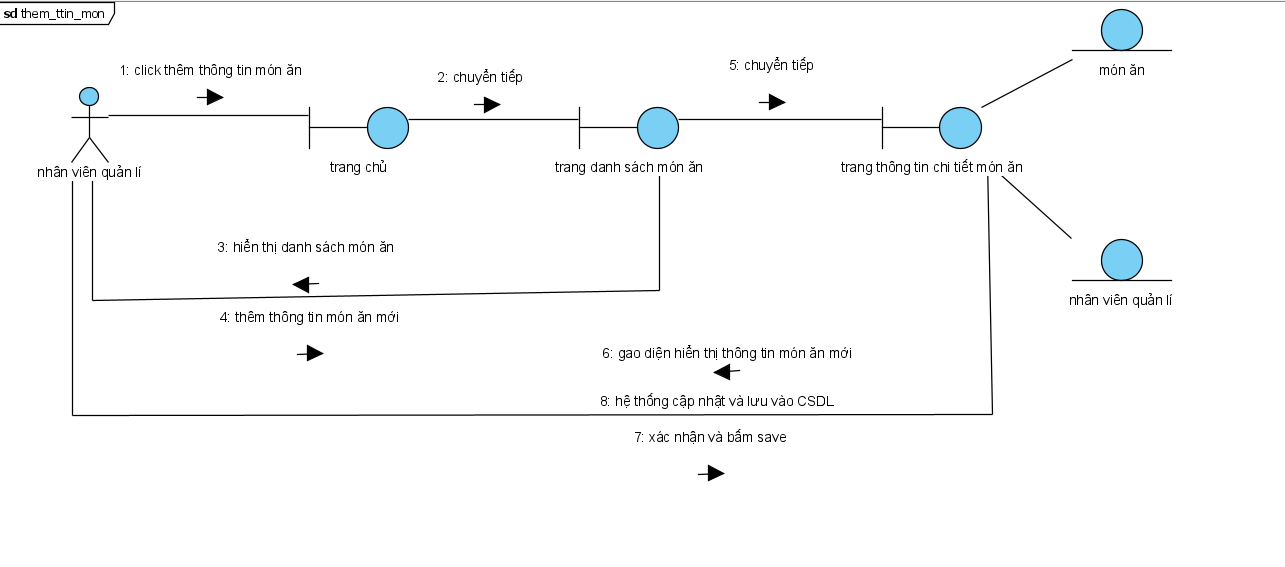 sd them_ttin_mon
1: click thêm thông tin món ăn
2: chuyển tiếp
5: chuyển tiếp
món ăn
nhân viên quản lí
trang chủ
trang danh sách món ăn
trang thông tin chi tiết món ăn
3: hiển thị danh sách món ăn
nhân viên quản lí
4: thêm thông tin món ăn mới
6: gao diện hiển thị thông tin món ăn mới
8: hệ thống cập nhật và lưu vào CSDL
7: xác nhận và bấm save